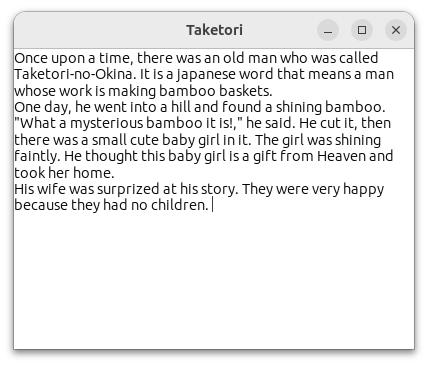 Taketori
Once upon a time, there was an old man who was called
Taketori-no-Okina. It is a japanese word that means a man
whose work is making bamboo baskets.
One day, he went into a hill and found a shining bamboo.
"What a mysterious bamboo it is!," he said. He cut it, then
there was a small cute baby girl in it. The girl was shining
faintly. He thought this baby girl is a gift from Heaven and
took her home.
His wife was surprized at his story. They were very happy
because they had no children.